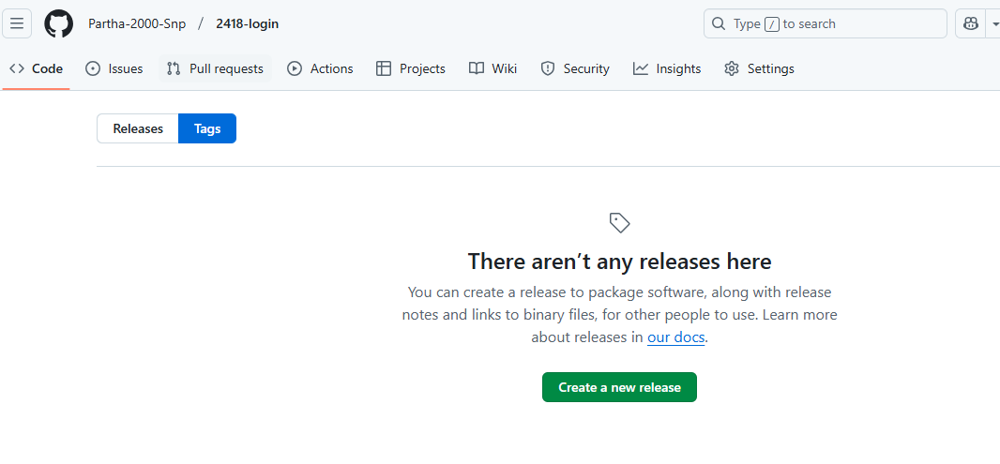 Partha-2000-Snp / 2418-login Type / to search
Code Issues Pull requests Actions Projects Wiki Security Insights Settings
Releases Tags
There aren’t any releases here
You can create a release to package software, along with release
notes and links to binary files, for other people to use. Learn more
about releases in our docs.
Create a new release